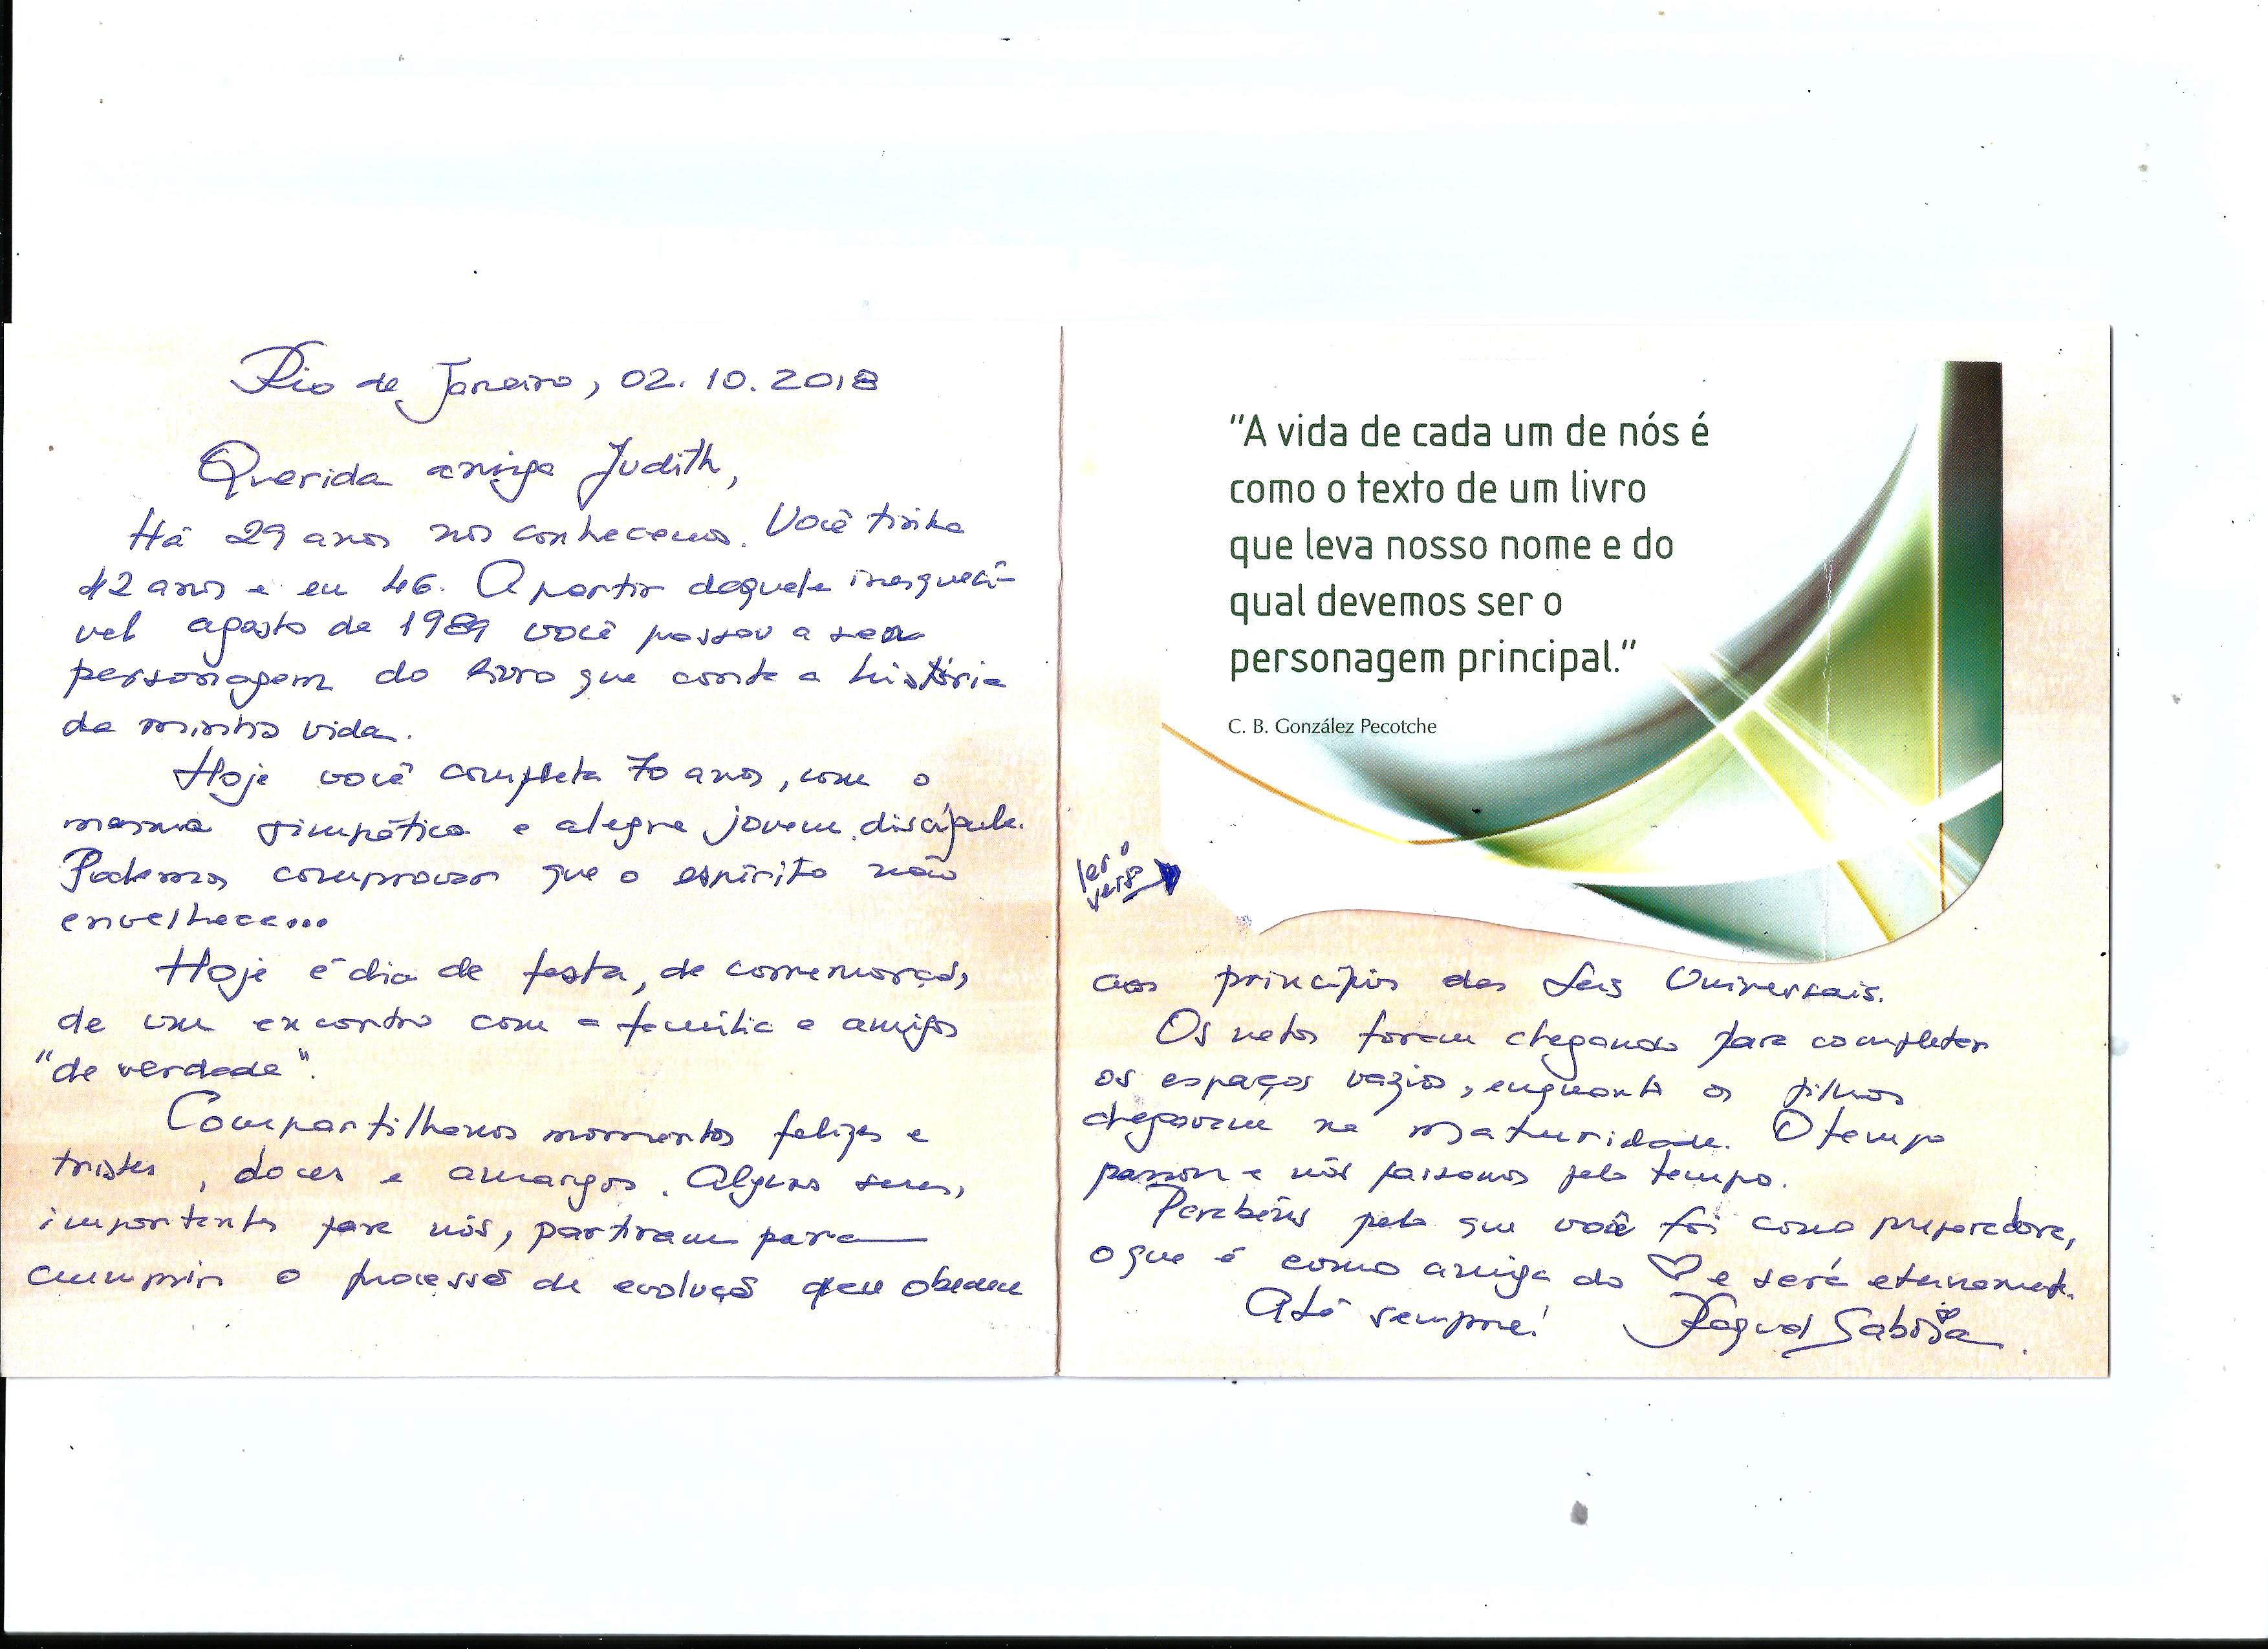 Rio de Janeiro, 02.10.2018
Querida amiga Judith,
Há 29 anos nos conhecemos. Você tinha
42 anos e eu 46. A partir daquele inesquecí-
vel agosto de 1989 você passou a ser
personagem do livro que conta a história
da minha vida.
Hoje você completa 70 anos, com a
mesma simpática e alegre jovem discípula.
Podemos comprovar que o espírito não
envelhece...
Hoje é dia de festa, de comemoração,
de um encontro com a família e amigos
"de verdade".
Compartilhamos momentos felizes e
tristes, doces e amargos. Alguns seres,
importantes para nós, partiram para
cumprir o processo de evolução que obedece
"A vida de cada um de nós é
como o texto de um livro
que leva nosso nome e do
qual devemos ser o
personagem principal."
C. B. González Pecotche
ler o
verso
aos princípios das Leis Universais.
Os netos foram chegando para completar
os espaços vazios, enquanto os filhos
chegavam na maturidade. O tempo
passou e nós passamos pelo tempo.
Parabéns pelo que você foi como preparadora,
o que é como amiga do ♡ e será eternamente.
Até sempre! Raquel Saboia